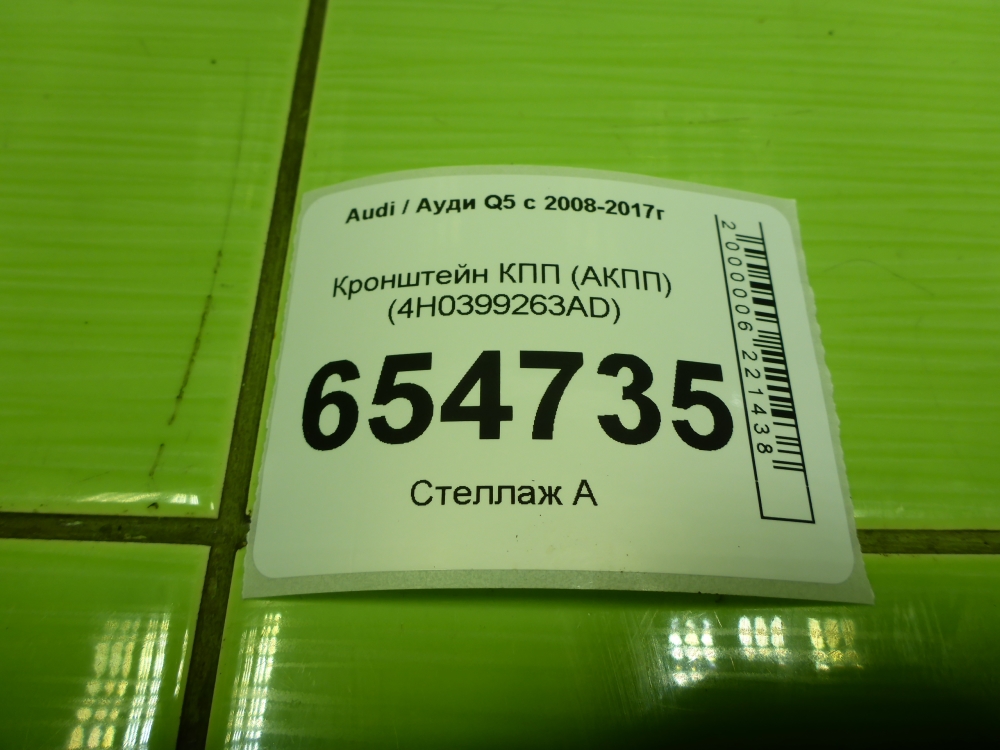 Audi / Ауди Q5 с 2008-2017г
Кронштейн КПП (АКПП)
(4H0399263AD)
654735
Стеллаж А
2000006221438